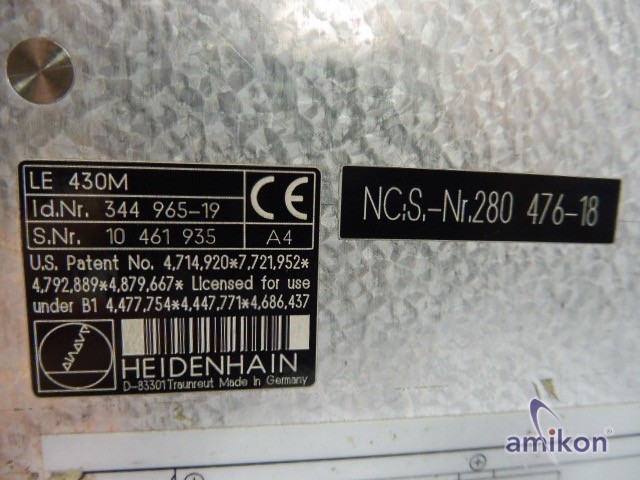 LE 430M
Id.Nr. 344 965-19
S.Nr. 10 461 935 A4
CE
U.S. Patent No. 4,714,920*7,721,952*
4,792,889*4,879,667* Licensed for use
under B1 4,477,754*4,447,771*4,686,437
HEIDENHAIN
D-83301 Traunreut Made in Germany
NC:S.-Nr.280 476-18
amikon